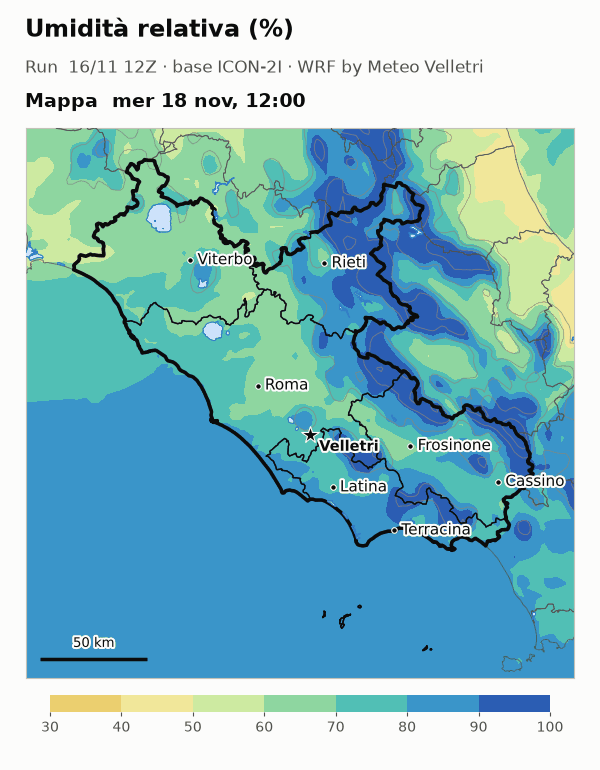 Umidità relativa (%)
Run  16/11 12Z · base ICON-2I · WRF by Meteo Velletri
Mappa  mer 18 nov, 12:00
Viterbo
Rieti
Roma
Velletri
Frosinone
Latina
Cassino
Terracina
50 km
30 40 50 60 70 80 90 100